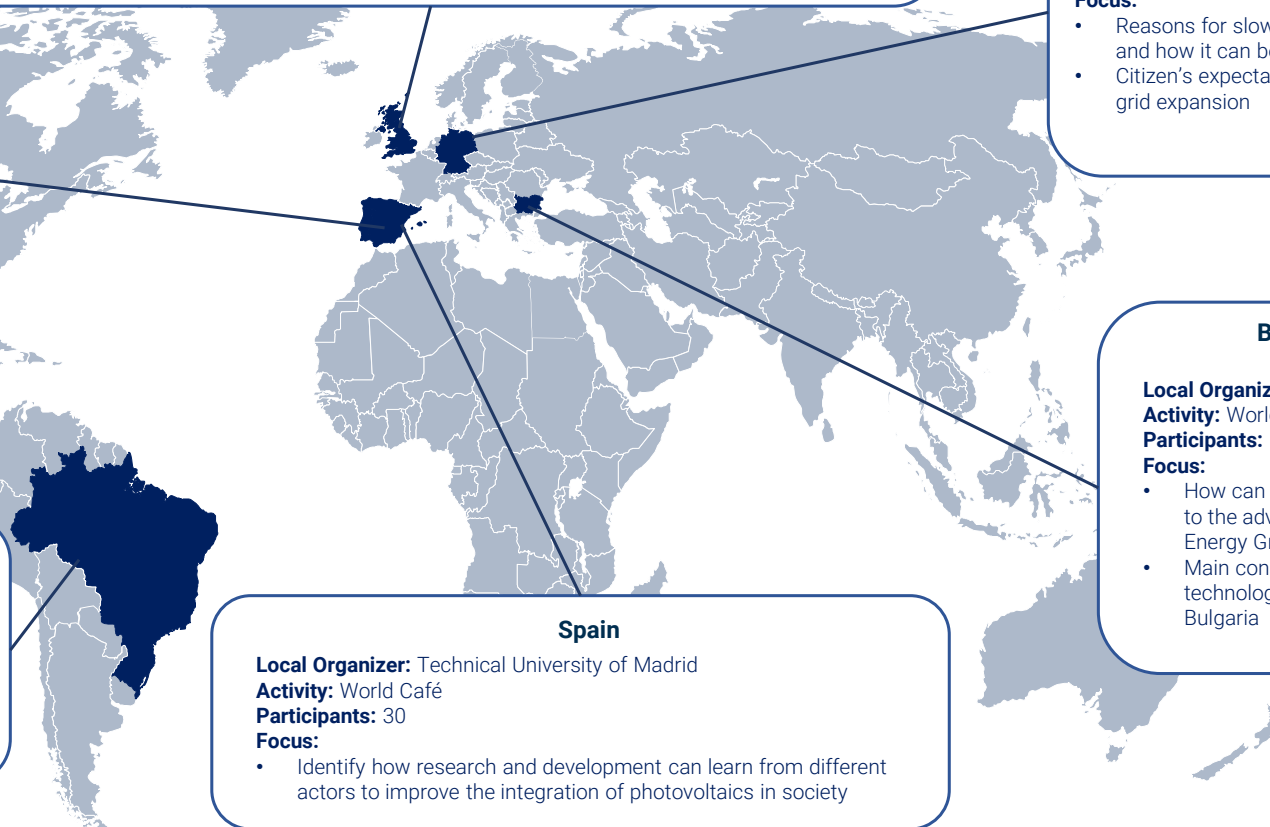 Focus:
• Reasons for slow
and how it can be
• Citizen’s expecta
grid expansion
B
Local Organiz
Activity: World
Participants:
Focus:
• How can
to the adv
Energy Gr
• Main con
technolog
Bulgaria
Spain
Local Organizer: Technical University of Madrid
Activity: World Café
Participants: 30
Focus:
• Identify how research and development can learn from different
actors to improve the integration of photovoltaics in society